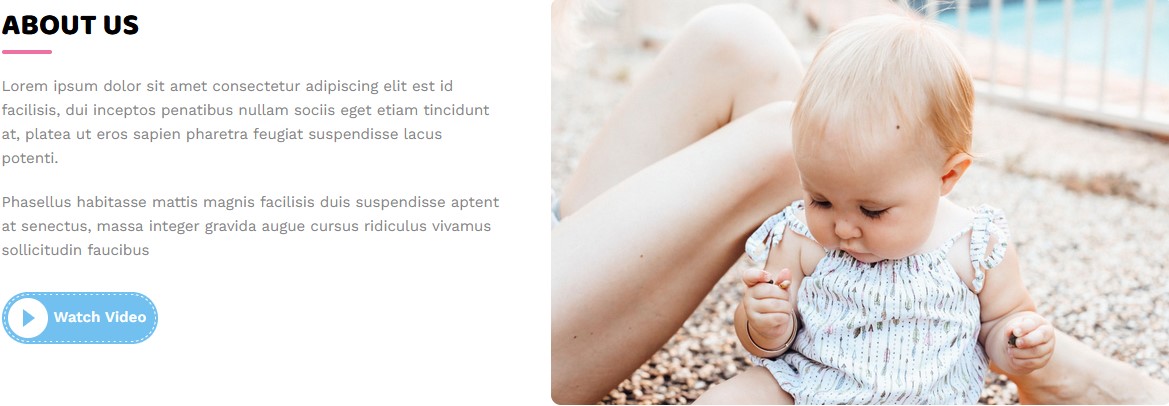 ABOUT US
Lorem ipsum dolor sit amet consectetur adipiscing elit est id
facilisis, dui inceptos penatibus nullam sociis eget etiam tincidunt
at, platea ut eros sapien pharetra feugiat suspendisse lacus
potenti.
Phasellus habitasse mattis magnis facilisis duis suspendisse aptent
at senectus, massa integer gravida augue cursus ridiculus vivamus
sollicitudin faucibus
Watch Video